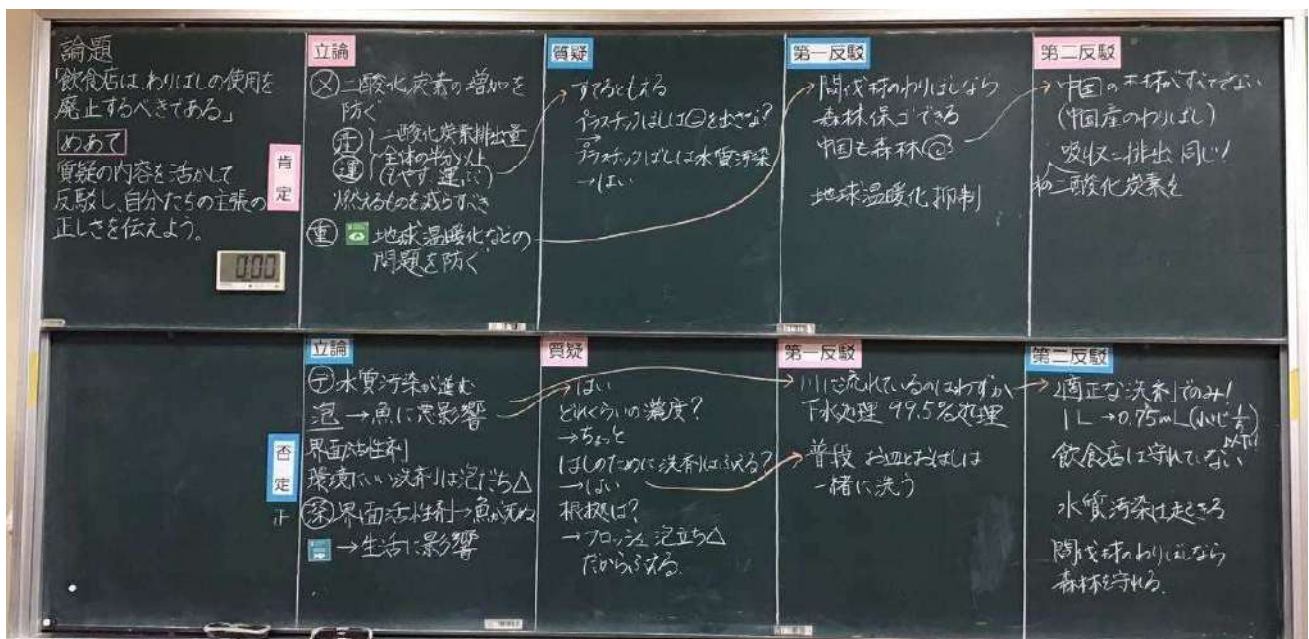 論題
「飲食店は、わりばしの使用を
廃止するべきである」
めあて
質疑の内容を活かして
反駁し、自分たちの主張の
正しさを伝えよう。
0:00
肯定
立論
メ 二酸化炭素の増加を
防ぐ
産 二酸化炭素排出量
運 全体の半分以上
(もやす 運ぶ)
燃えるものを減らすべき
重 地球温暖化などの
問題を防ぐ
質疑
すてるともえる
プラスチックはしは を出さな?
→
プラスチックばしは水質汚染
→はい
第一反駁
間伐材のわりばしなら
森林保ゴできる
中国も森林
地球温暖化抑制
第二反駁
中国の木材がすべてでない
(中国産のわりばし)
吸収=排出 同じ!
二酸化炭素を
否定
正
立論
デ 水質汚染が進む
泡→魚に悪影響
界面活性剤
環境にいい洗剤は泡だち△
深 界面活性剤→魚が死ぬ
→生活に影響
質疑
→はい
どれくらいの濃度?
→ちょっと
はしのために洗剤はふえる?
→はい
根拠は?
→フロッシュ 泡立ち△
だからふえる。
第一反駁
川に流れているのはわずか
下水処理 99.5%処理
普段 お皿とおはしは
一緒に洗う
第二反駁
適正な洗剤でのみ!
1L→0.75mL
飲食店は守れていない
水質汚染は起きる
間伐材のわりばしなら
森林を守れる。